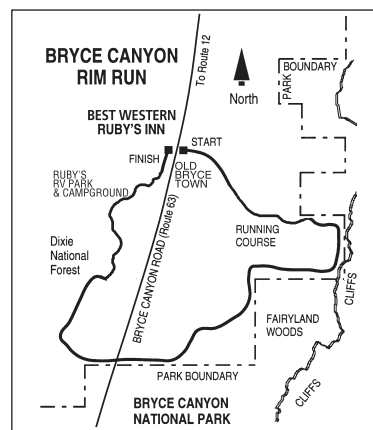 BRYCE CANYON
RIM RUN
To Route 12
North
BOUNDARY
PARK
BEST WESTERN
RUBY'S INN
START
FINISH
OLD
BRYCE
TOWN
RUBY'S
RV PARK
& CAMPGROUND
Dixie
National
Forest
BRYCE CANYON ROAD (Route 63)
RUNNING
COURSE
CLIFFS
FAIRYLAND
WOODS
CLIFFS
PARK BOUNDARY
BRYCE CANYON
NATIONAL PARK